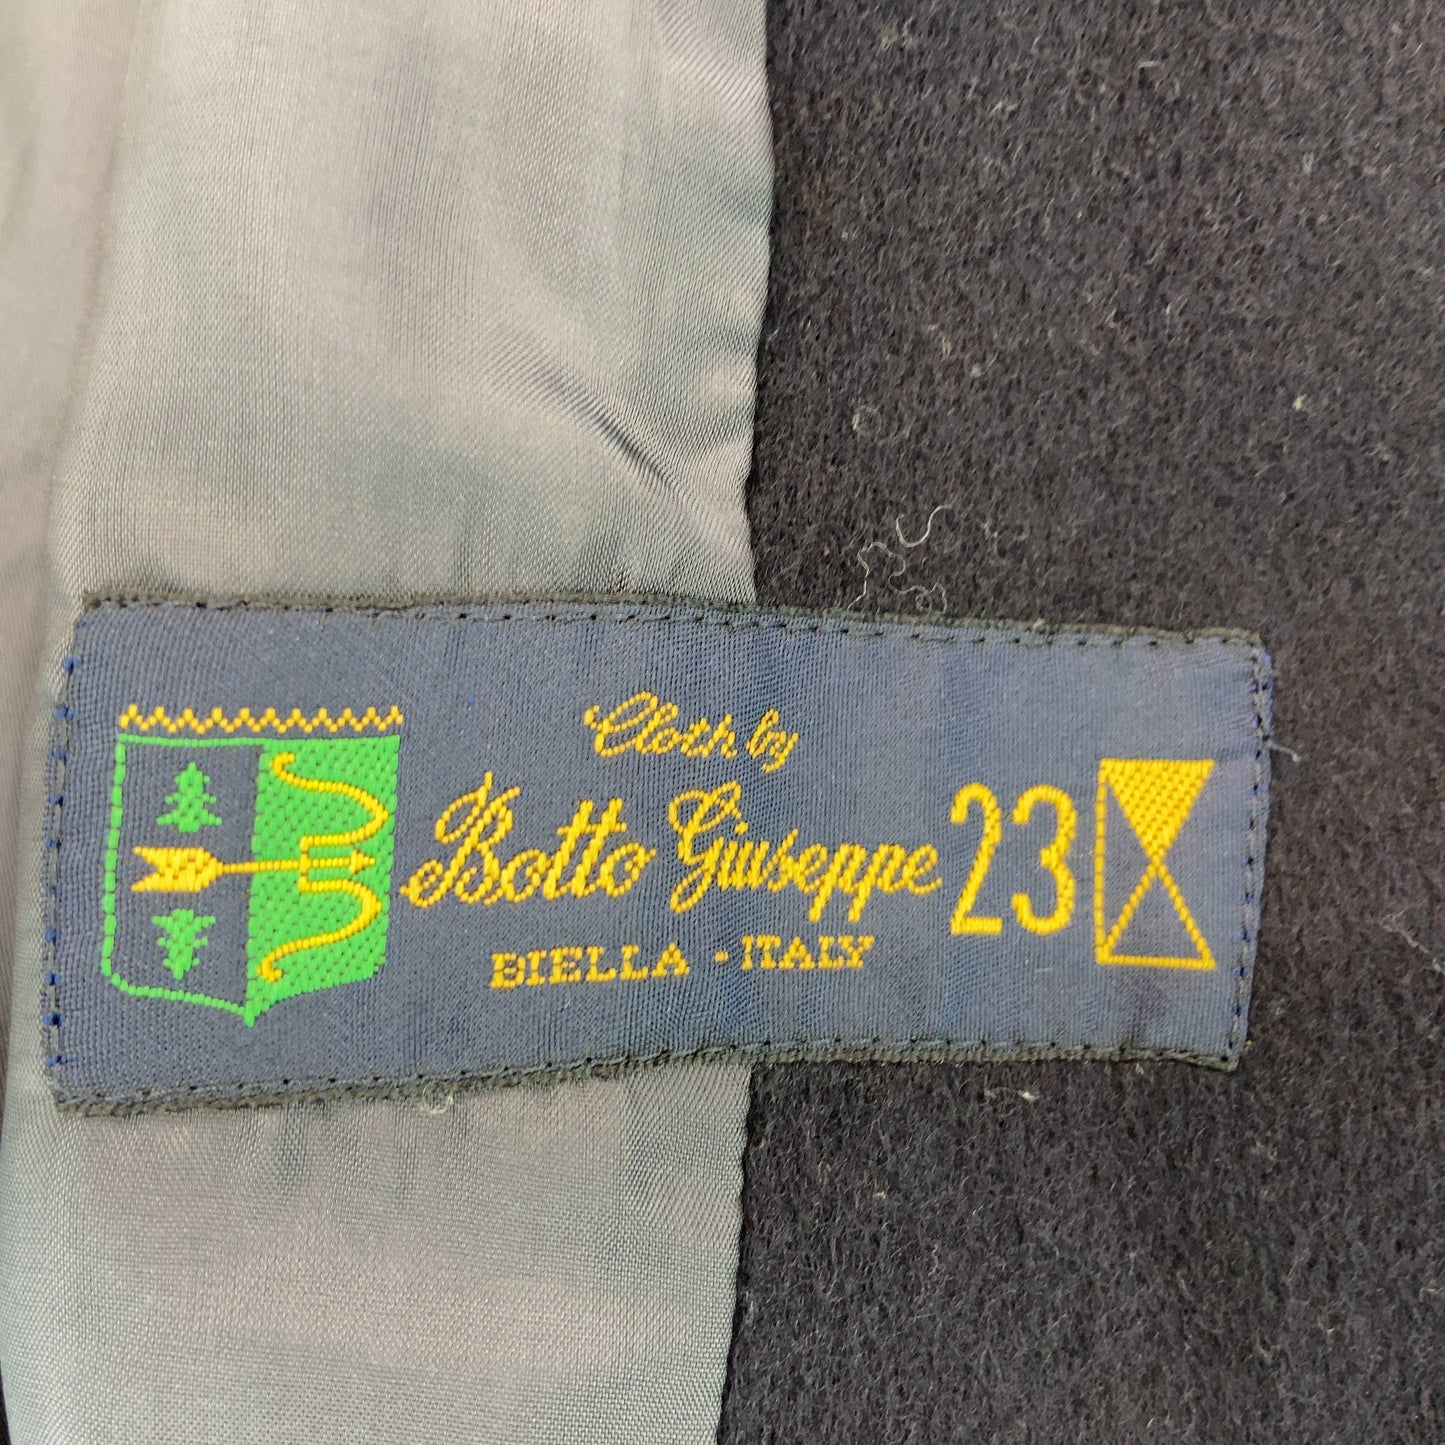 Cloth by
Botto Giuseppe 23
BIELLA - ITALY